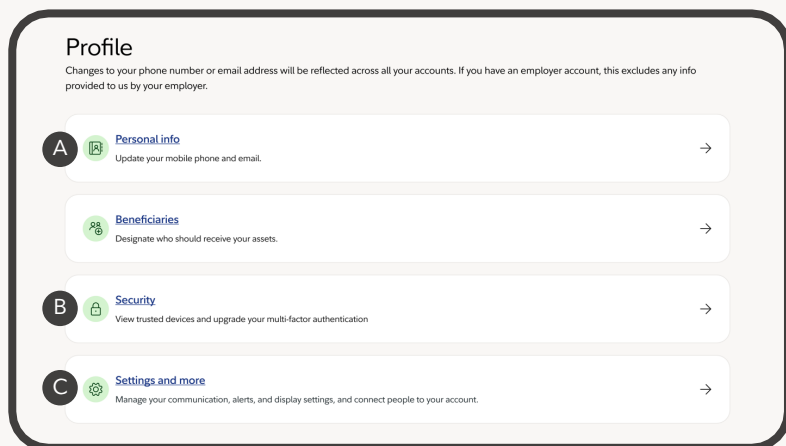 Profile
Changes to your phone number or email address will be reflected across all your accounts. If you have an employer account, this excludes any info
provided to us by your employer.
A
Personal info
Update your mobile phone and email.
Beneficiaries
Designate who should receive your assets.
B
Security
View trusted devices and upgrade your multi-factor authentication
C
Settings and more
Manage your communication, alerts, and display settings, and connect people to your account.